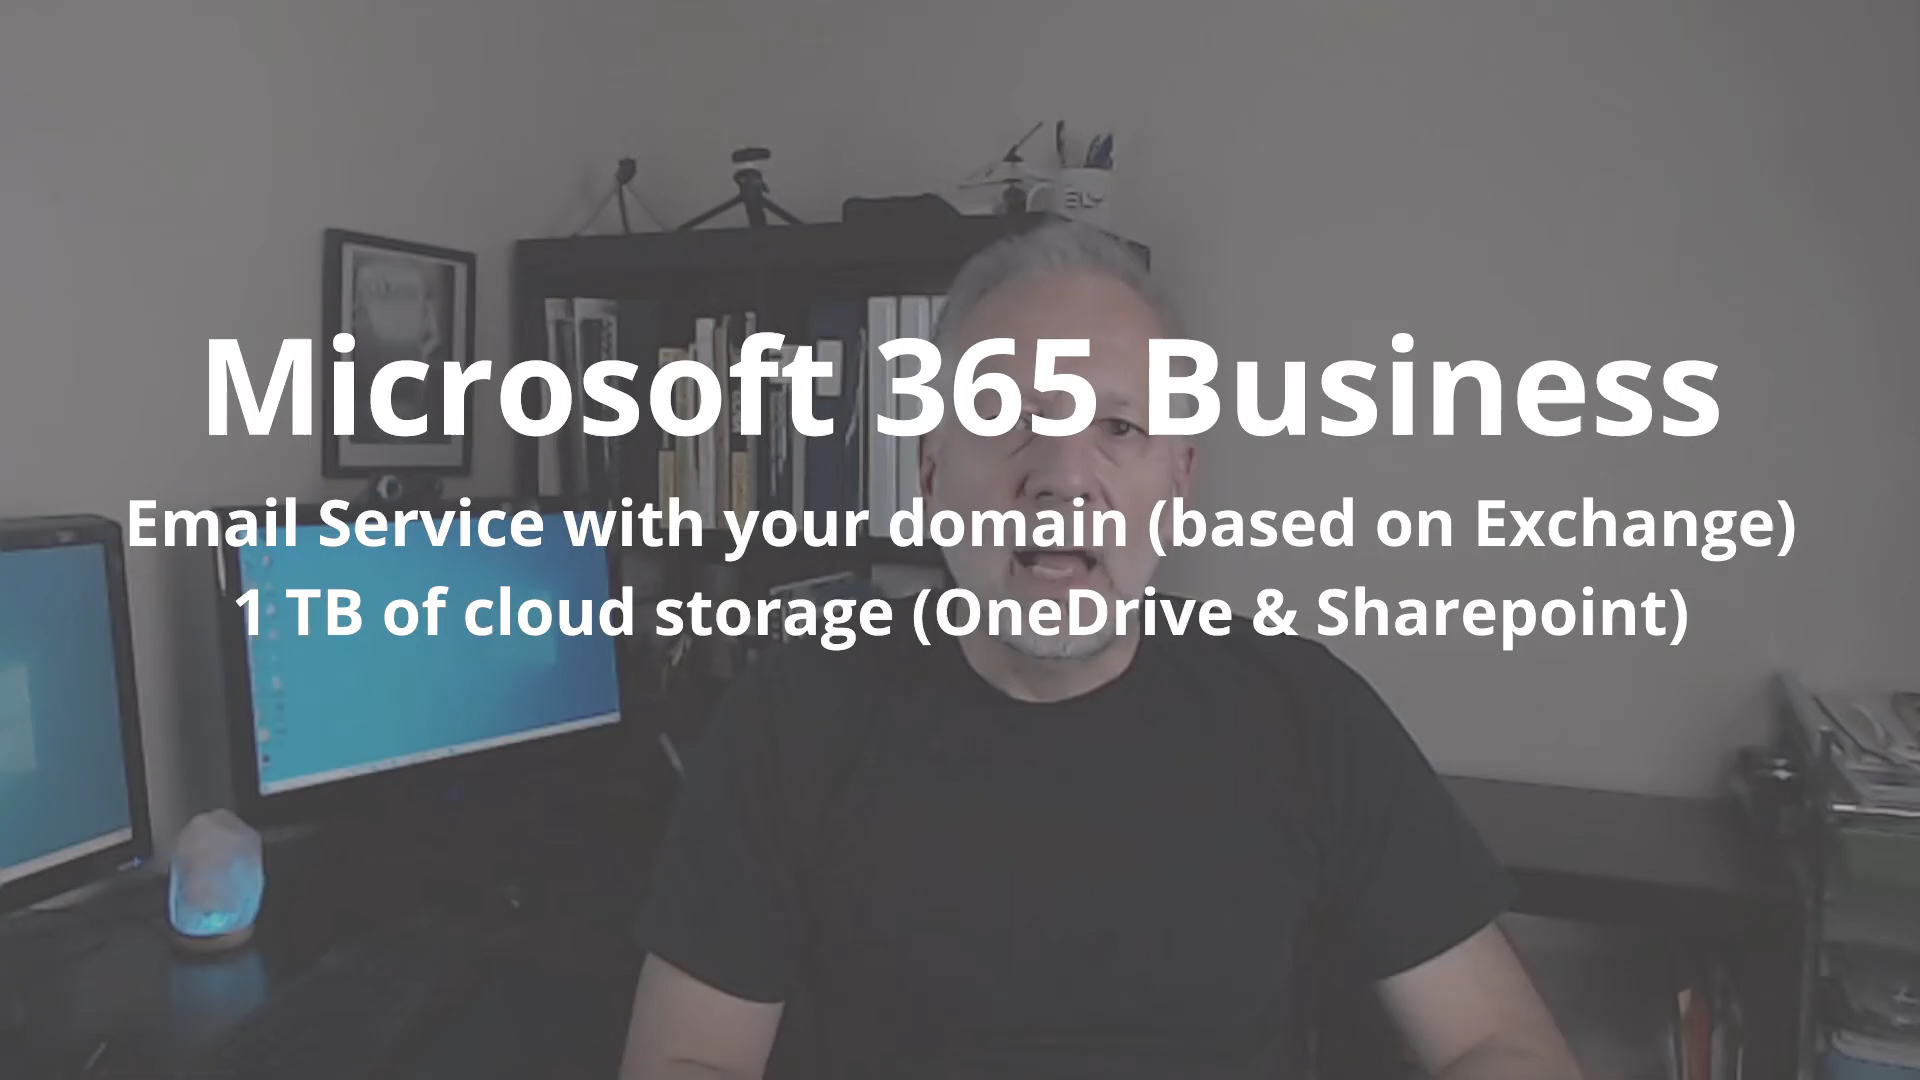 Microsoft 365 Business
Email Service with your domain (based on Exchange)
1 TB of cloud storage (OneDrive & Sharepoint)